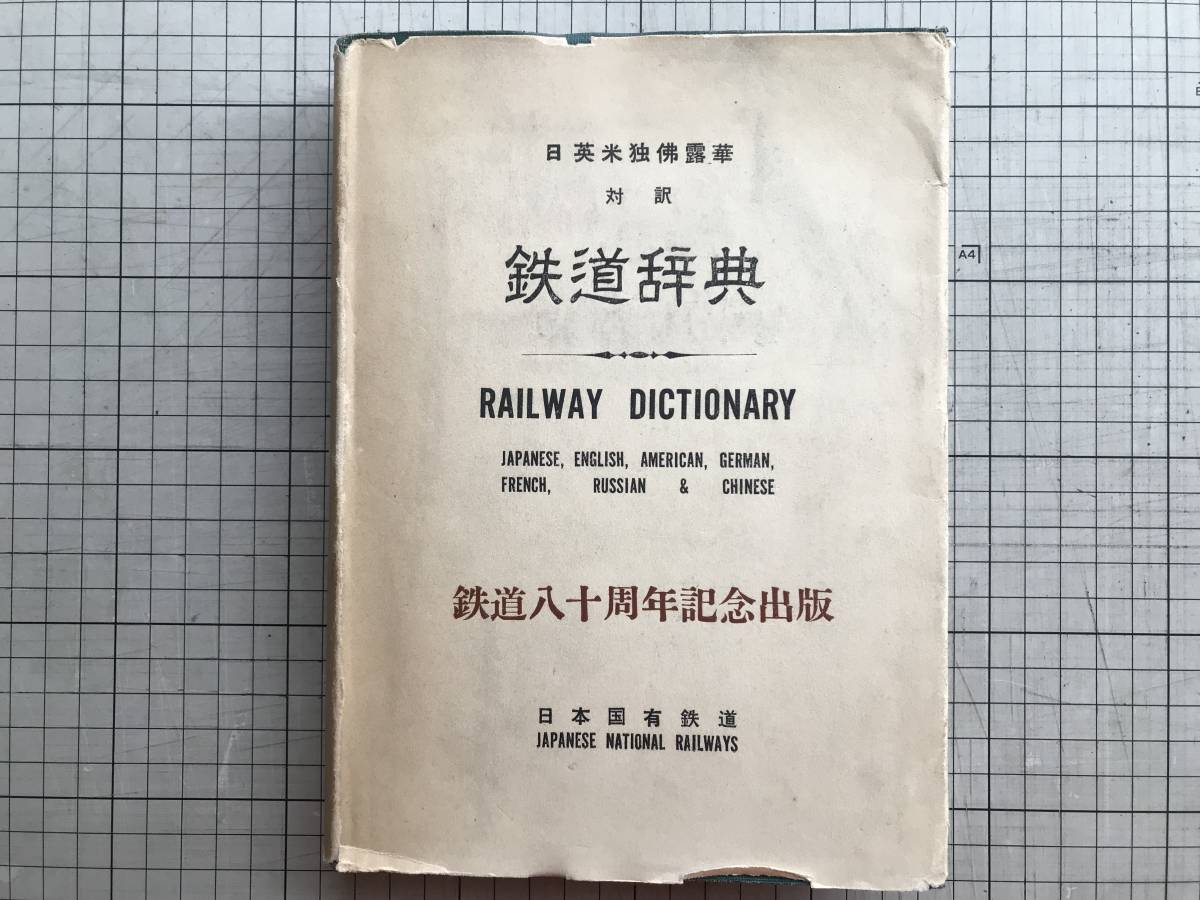 日英米独佛露華
対訳
鉄道辞典
RAILWAY DICTIONARY
JAPANESE, ENGLISH, AMERICAN, GERMAN,
FRENCH, RUSSIAN & CHINESE
鉄道八十周年記念出版
日本国有鉄道
JAPANESE NATIONAL RAILWAYS
A4